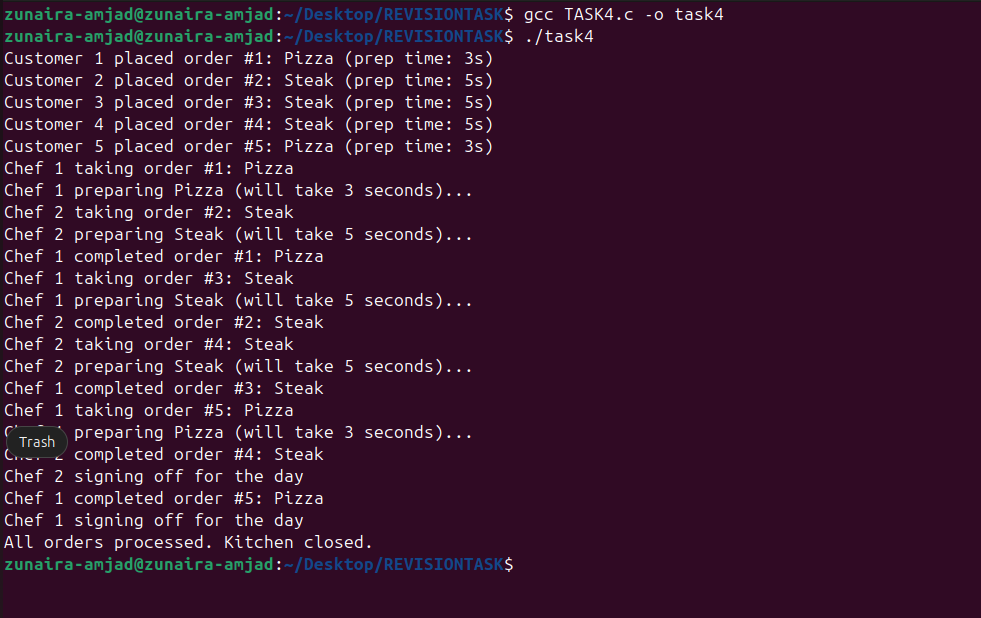 zunaira-amjad@zunaira-amjad:~/Desktop/REVISIONTASK$ gcc TASK4.c -o task4
zunaira-amjad@zunaira-amjad:~/Desktop/REVISIONTASK$ ./task4
Customer 1 placed order #1: Pizza (prep time: 3s)
Customer 2 placed order #2: Steak (prep time: 5s)
Customer 3 placed order #3: Steak (prep time: 5s)
Customer 4 placed order #4: Steak (prep time: 5s)
Customer 5 placed order #5: Pizza (prep time: 3s)
Chef 1 taking order #1: Pizza
Chef 1 preparing Pizza (will take 3 seconds)...
Chef 2 taking order #2: Steak
Chef 2 preparing Steak (will take 5 seconds)...
Chef 1 completed order #1: Pizza
Chef 1 taking order #3: Steak
Chef 1 preparing Steak (will take 5 seconds)...
Chef 2 completed order #2: Steak
Chef 2 taking order #4: Steak
Chef 2 preparing Steak (will take 5 seconds)...
Chef 1 completed order #3: Steak
Chef 1 taking order #5: Pizza
preparing Pizza (will take 3 seconds)...
Trash
completed order #4: Steak
Chef 2 signing off for the day
Chef 1 completed order #5: Pizza
Chef 1 signing off for the day
All orders processed. Kitchen closed.
zunaira-amjad@zunaira-amjad:~/Desktop/REVISIONTASK$